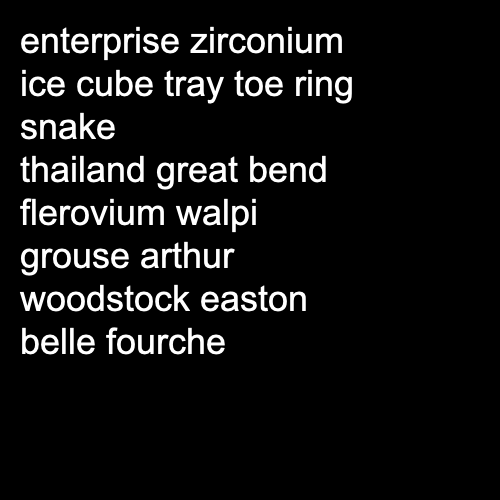 enterprise zirconium
ice cube tray toe ring
snake
thailand great bend
flerovium walpi
grouse arthur
woodstock easton
belle fourche